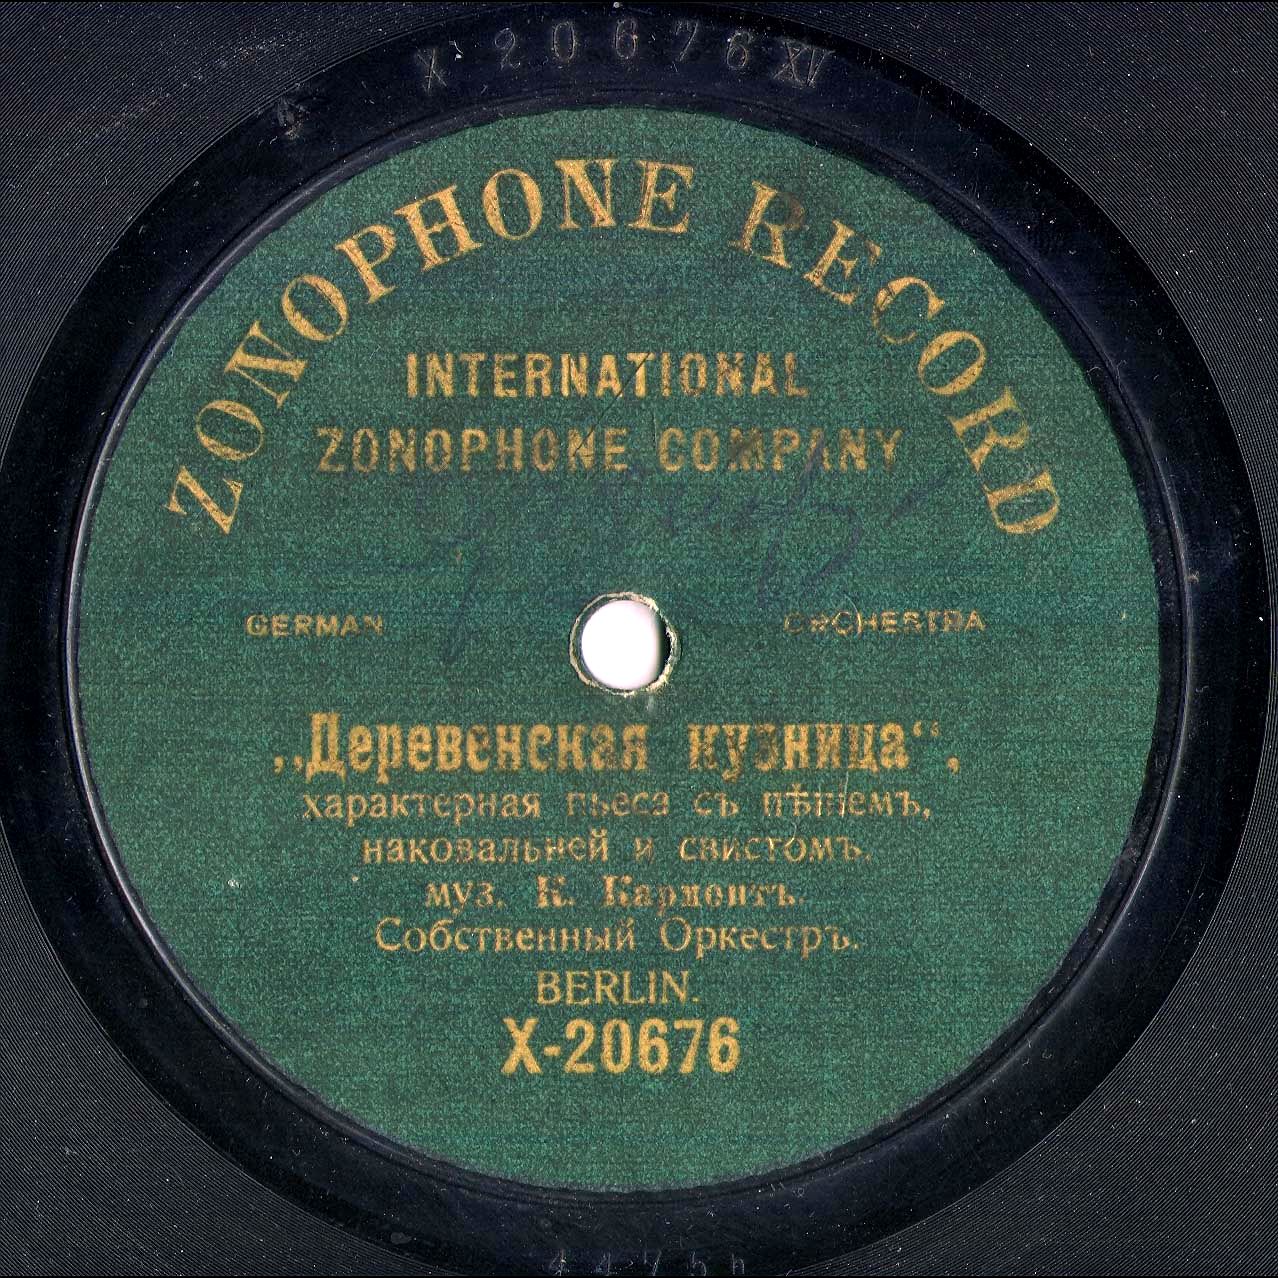 X 20676 XV
ZONOPHONE RECORD
INTERNATIONAL
ZONOPHONE COMPANY
GERMAN ORCHESTRA
„Деревенская кузница“,
характерная пьеса съ пѣніемъ,
наковальней и свистомъ.
муз. К. Кармонтъ.
Собственный Оркестръ.
BERLIN.
X-20676